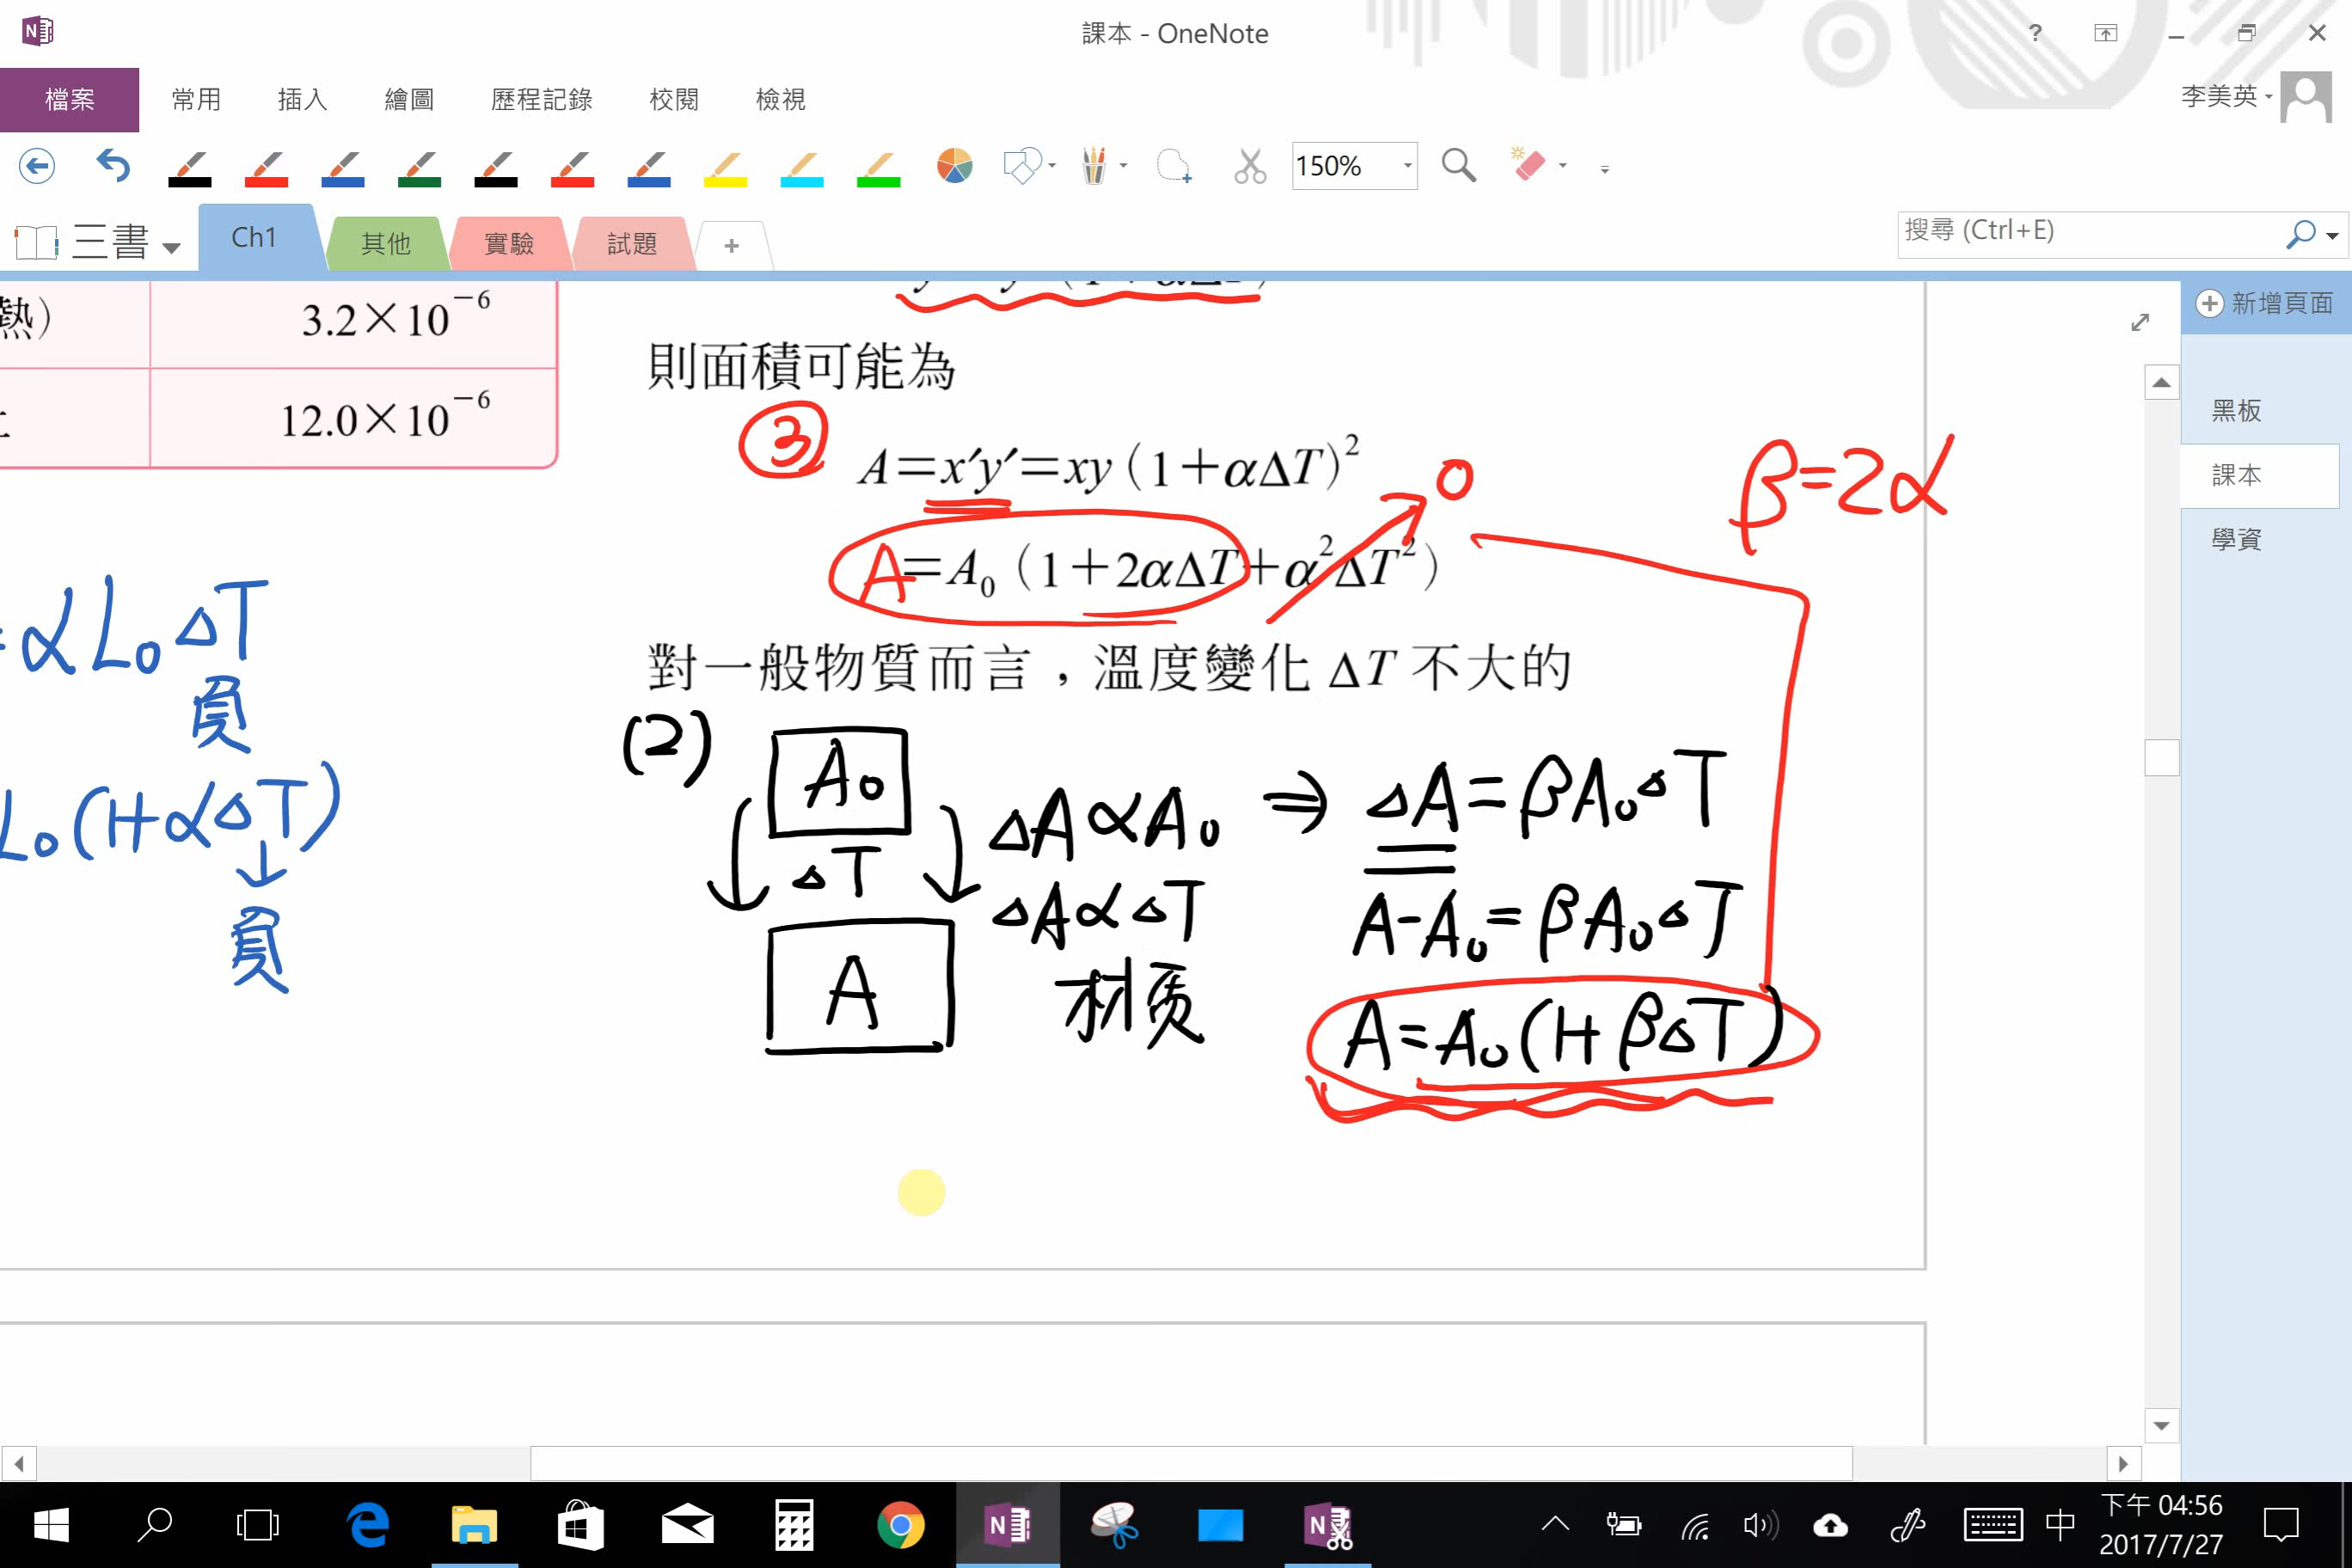 課本 - OneNote
檔案 常用 插入 繪圖 歷程記錄 校閱 檢視
李美英
150%
三書 Ch1 其他 實驗 試題 +
搜尋 (Ctrl+E)
新增頁面
黑板
課本
學資
熱) 3.2×10⁻⁶
12.0×10⁻⁶
= αL₀ΔT
負
L₀(1+αΔT)
↓
負
則面積可能為
③
A=x′y′=xy(1+αΔT)²
A=A₀(1+2αΔT+α²ΔT²)
0
β=2α
對一般物質而言，溫度變化 ΔT 不大的
(2)
A₀
ΔT
A
ΔA∝A₀ ⇒ ΔA=βA₀ΔT
ΔA∝ΔT
材质
A-A₀=βA₀ΔT
A=A₀(1+βΔT)
中
下午 04:56
2017/7/27